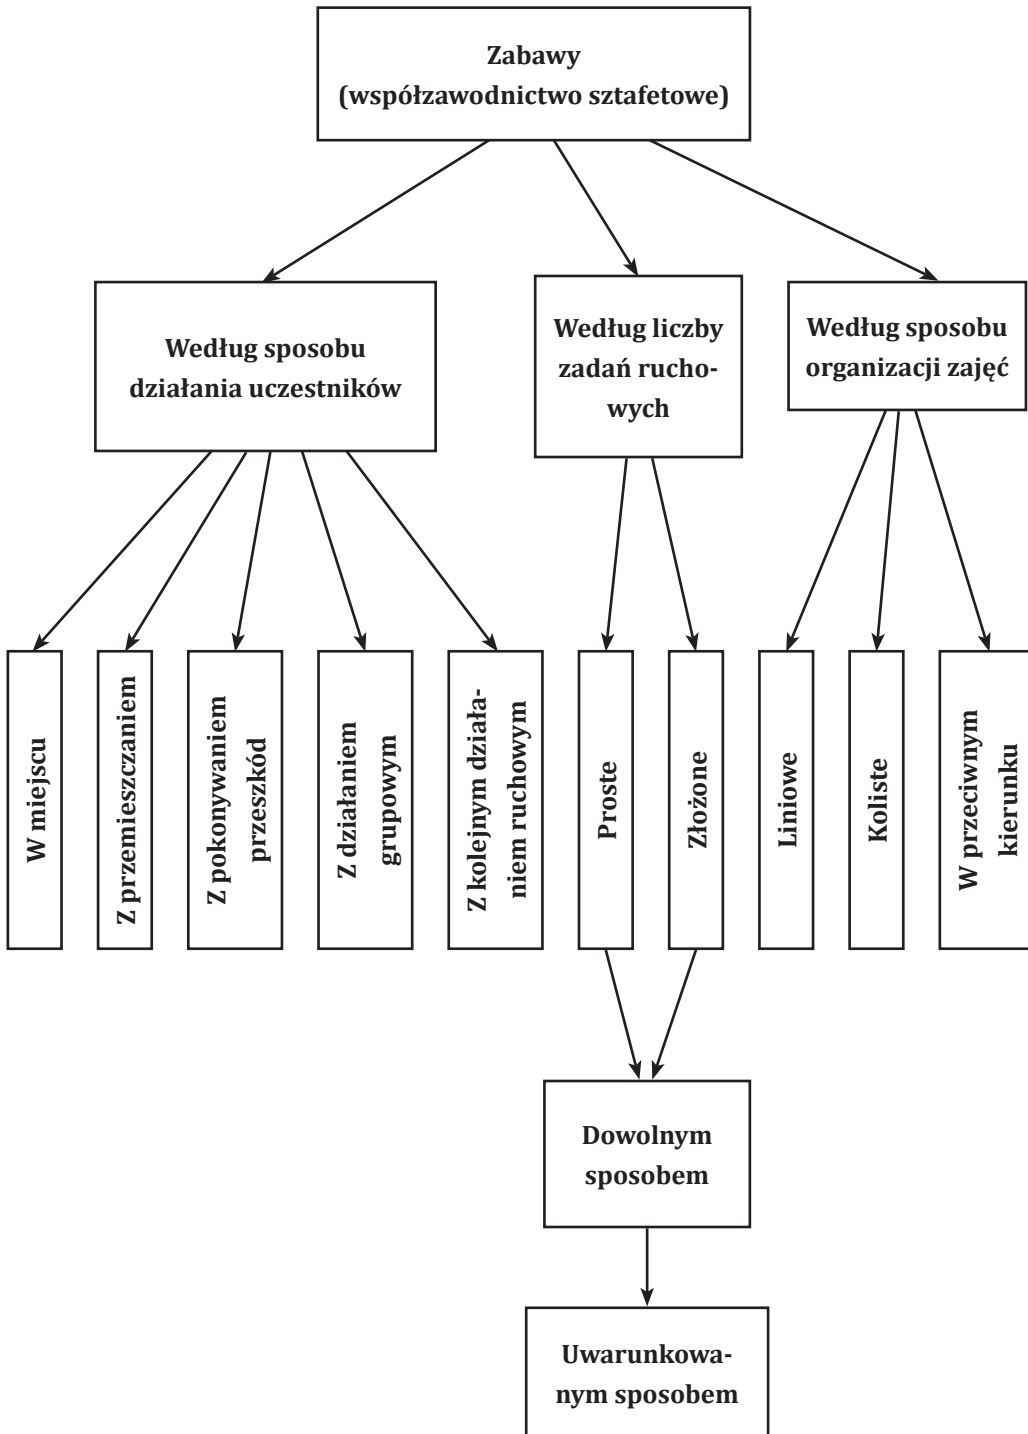 Zabawy
(współzawodnictwo sztafetowe)
Według sposobu
działania uczestników
Według liczby
zadań rucho-
wych
Według sposobu
organizacji zajęć
W miejscu
Z przemieszczaniem
Z pokonywaniem
przeszkód
Z działaniem
grupowym
Z kolejnym działa-
niem ruchowym
Proste
Złożone
Liniowe
Koliste
W przeciwnym
kierunku
Dowolnym
sposobem
Uwarunkowa-
nym sposobem